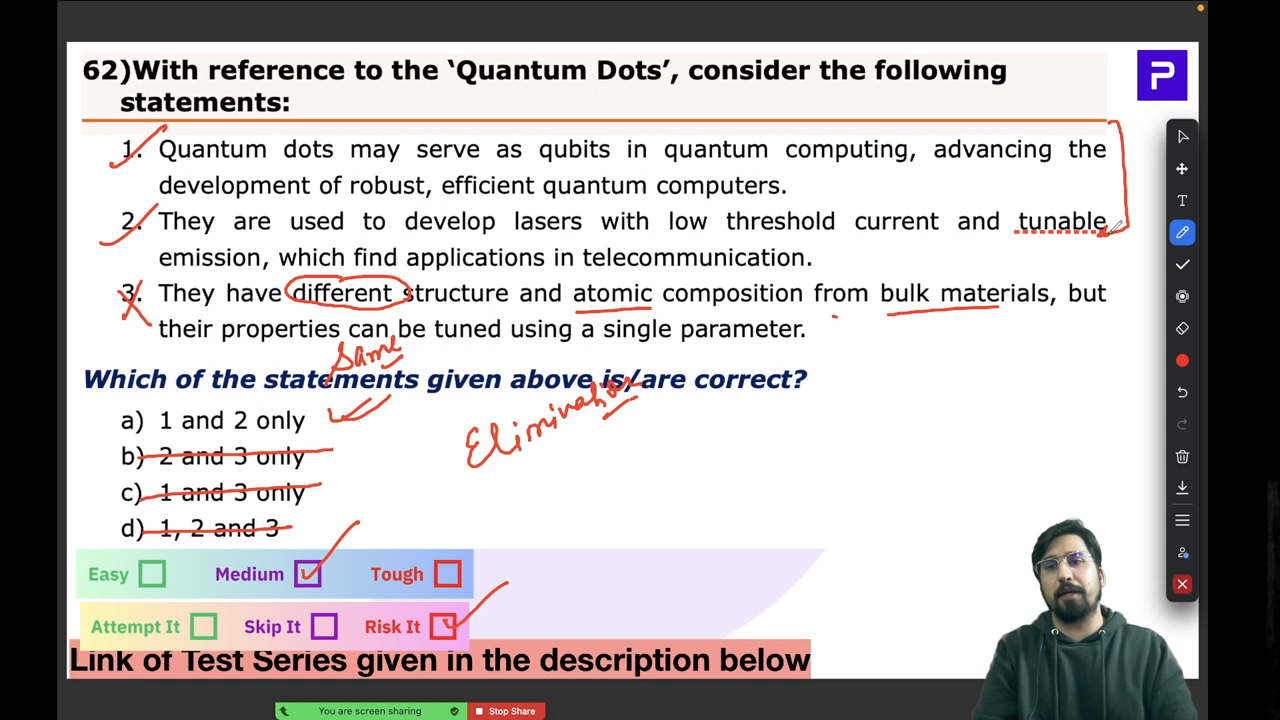 62)With reference to the ‘Quantum Dots’, consider the following
statements:
1. Quantum dots may serve as qubits in quantum computing, advancing the
development of robust, efficient quantum computers.
2. They are used to develop lasers with low threshold current and tunable
emission, which find applications in telecommunication.
3. They have different structure and atomic composition from bulk materials, but
their properties can be tuned using a single parameter.
Same
Which of the statements given above is/are correct?
Elimination
a) 1 and 2 only
b) 2 and 3 only
c) 1 and 3 only
d) 1, 2 and 3
Easy Medium Tough
Attempt It Skip It Risk It
Link of Test Series given in the description below
You are screen sharing Stop Share
P
T